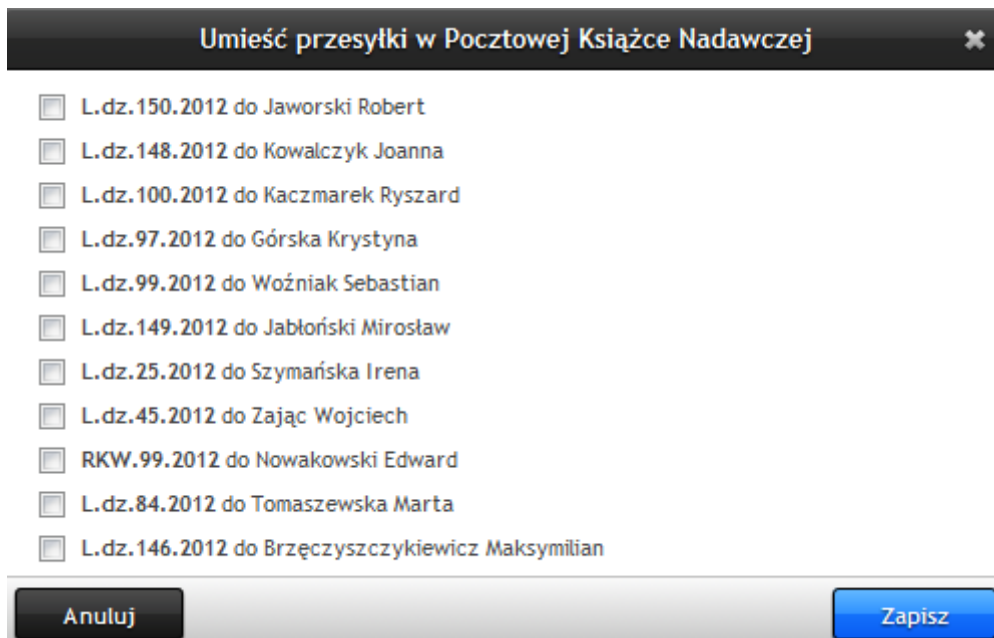 Umieść przesyłki w Pocztowej Książce Nadawczej
L.dz.150.2012 do Jaworski Robert
L.dz.148.2012 do Kowalczyk Joanna
L.dz.100.2012 do Kaczmarek Ryszard
L.dz.97.2012 do Górska Krystyna
L.dz.99.2012 do Woźniak Sebastian
L.dz.149.2012 do Jabłoński Mirosław
L.dz.25.2012 do Szymańska Irena
L.dz.45.2012 do Zając Wojciech
RKW.99.2012 do Nowakowski Edward
L.dz.84.2012 do Tomaszewska Marta
L.dz.146.2012 do Brzęczyszczykiewicz Maksymilian
Anuluj Zapisz